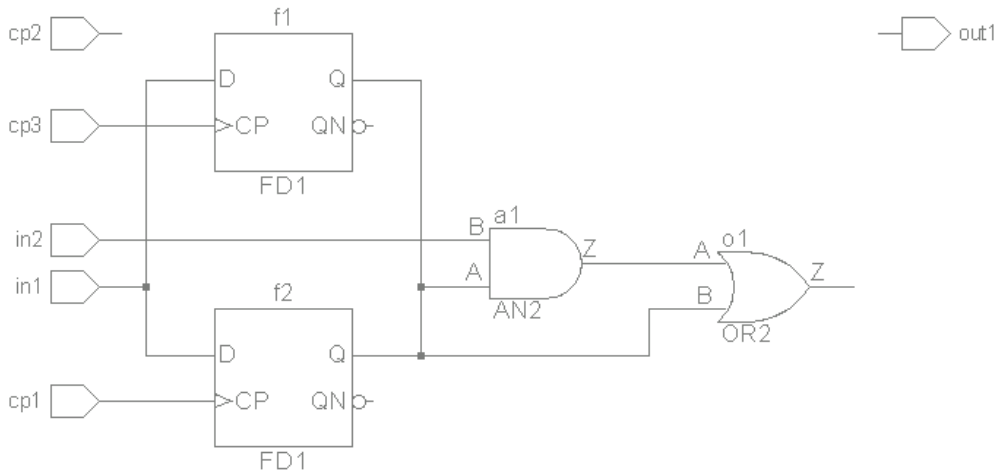 f1
cp2
out1
D Q
cp3
CP QN
FD1
a1
B
in2
o1
Z
A
Z
A
in1
f2
B
AN2
OR2
D Q
cp1
CP QN
FD1